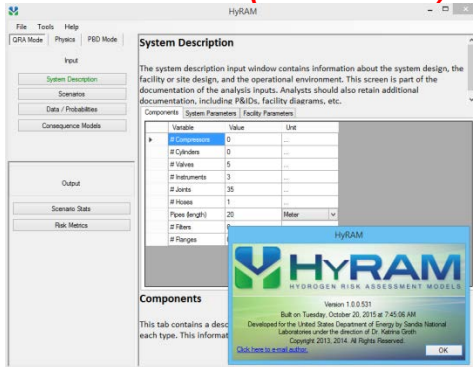 HyRAM
File Tools Help
QRA Mode Physics PBD Mode
Input
System Description
Scenarios
Data / Probabilities
Consequence Models
Output
Scenario Stats
Risk Metrics
System Description
The system description input window contains information about the system design, the
facility or site design, and the operational environment. This screen is part of the
documentation of the analysis inputs. Analysts should also retain additional
documentation, including P&IDs, facility diagrams, etc.
Components System Parameters Facility Parameters
Variable Value Unit
# Compressors 0 ...
# Cylinders 0 ...
# Valves 5 ...
# Instruments 3 ...
# Joints 35 ...
# Hoses 1 ...
Pipes (length) 20 Meter
# Filters
# Flanges
Components
This tab contains a desc
each type. This informat
HyRAM
HYRAM
HYDROGEN RISK ASSESSMENT MODELS
Version 1.0.0.531
Built on Tuesday, October 20, 2015 at 7:45:06 AM
Developed for the United States Department of Energy by Sandia National
Laboratories under the direction of Dr. Katrina Groth
Copyright 2013, 2014. All Rights Reserved.
Click here to e-mail author.
OK